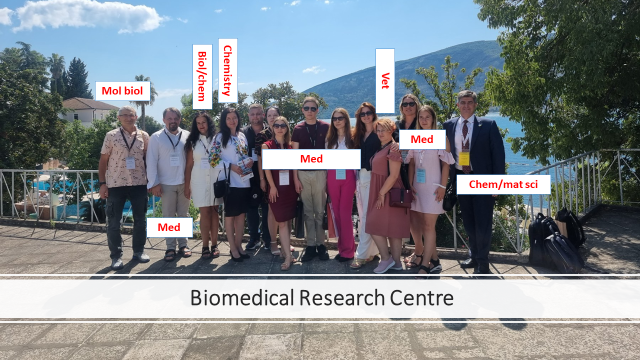 Biol/chem
Chemistry
Vet
Mol biol
Med
Med
Chem/mat sci
Med
Biomedical Research Centre